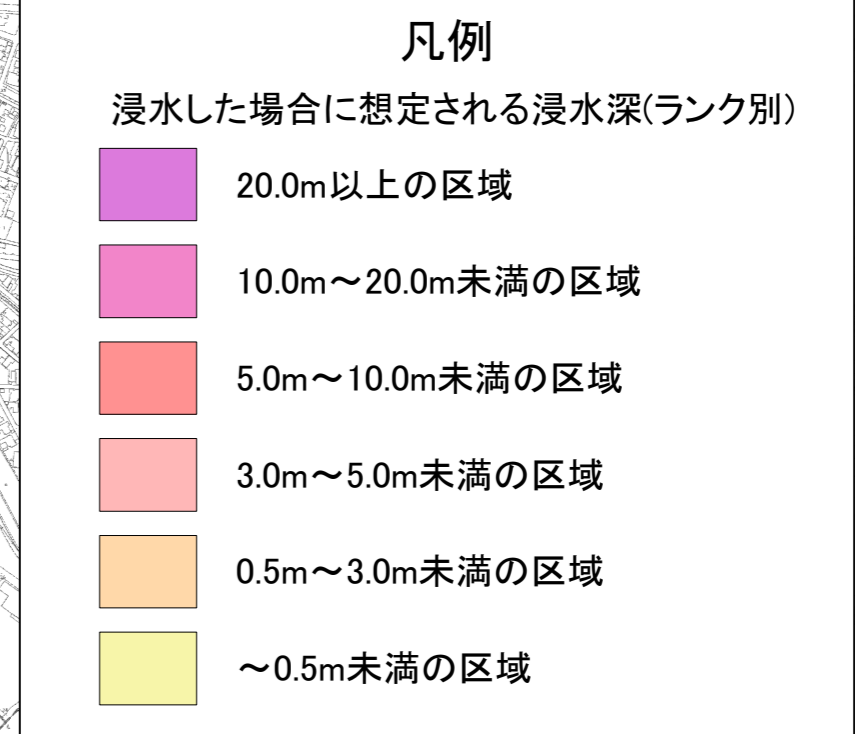 凡例
浸水した場合に想定される浸水深(ランク別)
20.0m以上の区域
10.0m～20.0m未満の区域
5.0m～10.0m未満の区域
3.0m～5.0m未満の区域
0.5m～3.0m未満の区域
～0.5m未満の区域